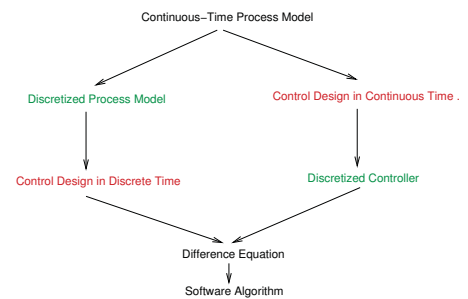 Continuous−Time Process Model
Discretized Process Model
Control Design in Continuous Time .
Control Design in Discrete Time
Discretized Controller
Difference Equation
Software Algorithm